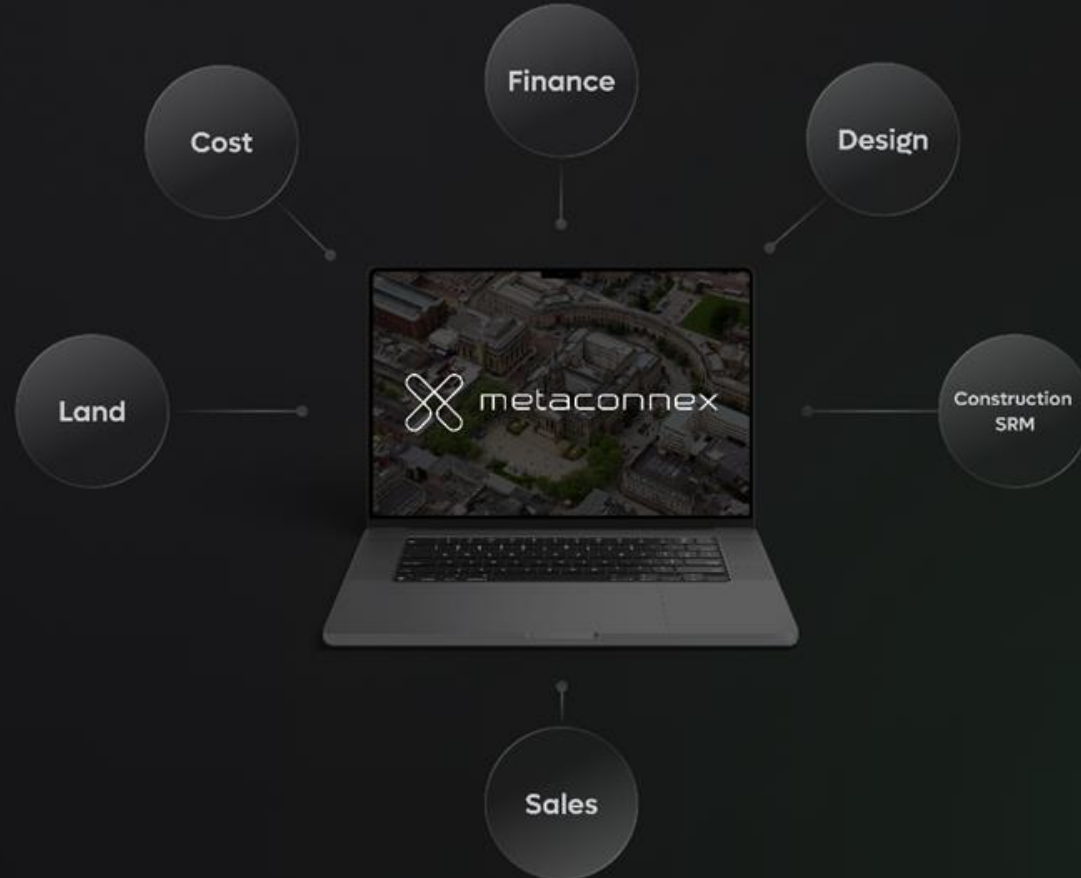 Finance
Cost
Design
metaconnex
Land
Construction
SRM
Sales